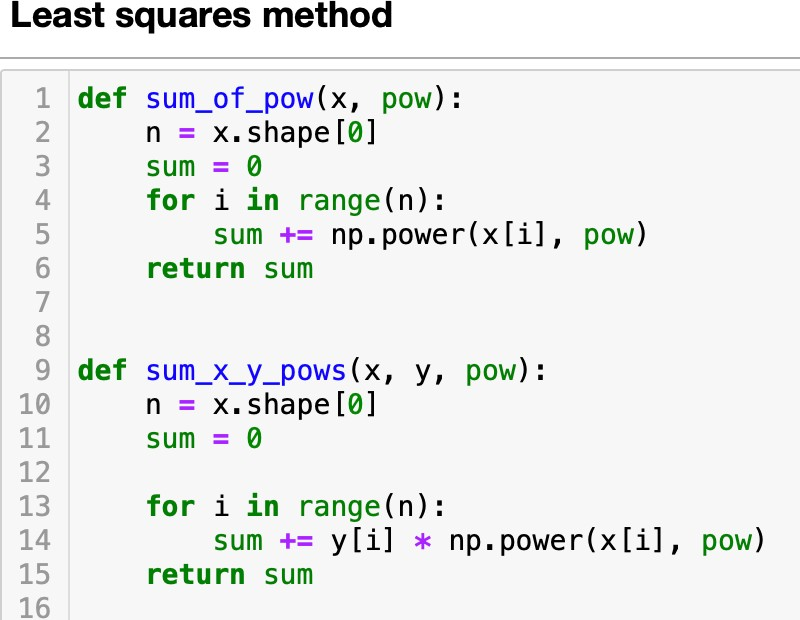 Least squares method
1 def sum_of_pow(x, pow):
2     n = x.shape[0]
3     sum = 0
4     for i in range(n):
5         sum += np.power(x[i], pow)
6     return sum
7
8
9 def sum_x_y_pows(x, y, pow):
10     n = x.shape[0]
11     sum = 0
12
13     for i in range(n):
14         sum += y[i] * np.power(x[i], pow)
15     return sum
16